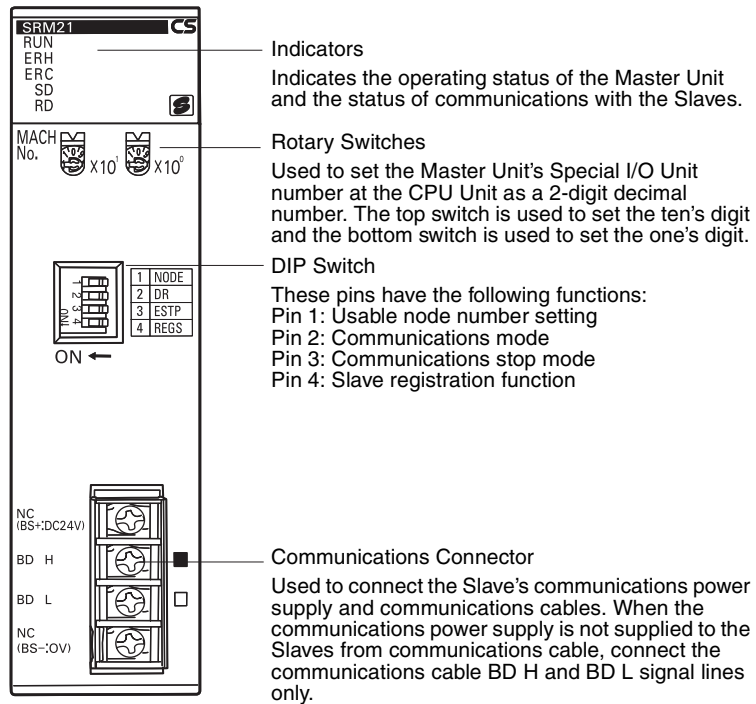 SRM21 CS
RUN
ERH
ERC
SD
RD
MACH
No.
X10¹ X10⁰
1 2 3 4
ON
1 NODE
2 DR
3 ESTP
4 REGS
ON ←
NC
(BS+:DC24V)
BD H
BD L
NC
(BS-:OV)
Indicators
Indicates the operating status of the Master Unit
and the status of communications with the Slaves.
Rotary Switches
Used to set the Master Unit's Special I/O Unit
number at the CPU Unit as a 2-digit decimal
number. The top switch is used to set the ten's digit
and the bottom switch is used to set the one's digit.
DIP Switch
These pins have the following functions:
Pin 1: Usable node number setting
Pin 2: Communications mode
Pin 3: Communications stop mode
Pin 4: Slave registration function
Communications Connector
Used to connect the Slave's communications power
supply and communications cables. When the
communications power supply is not supplied to the
Slaves from communications cable, connect the
communications cable BD H and BD L signal lines
only.